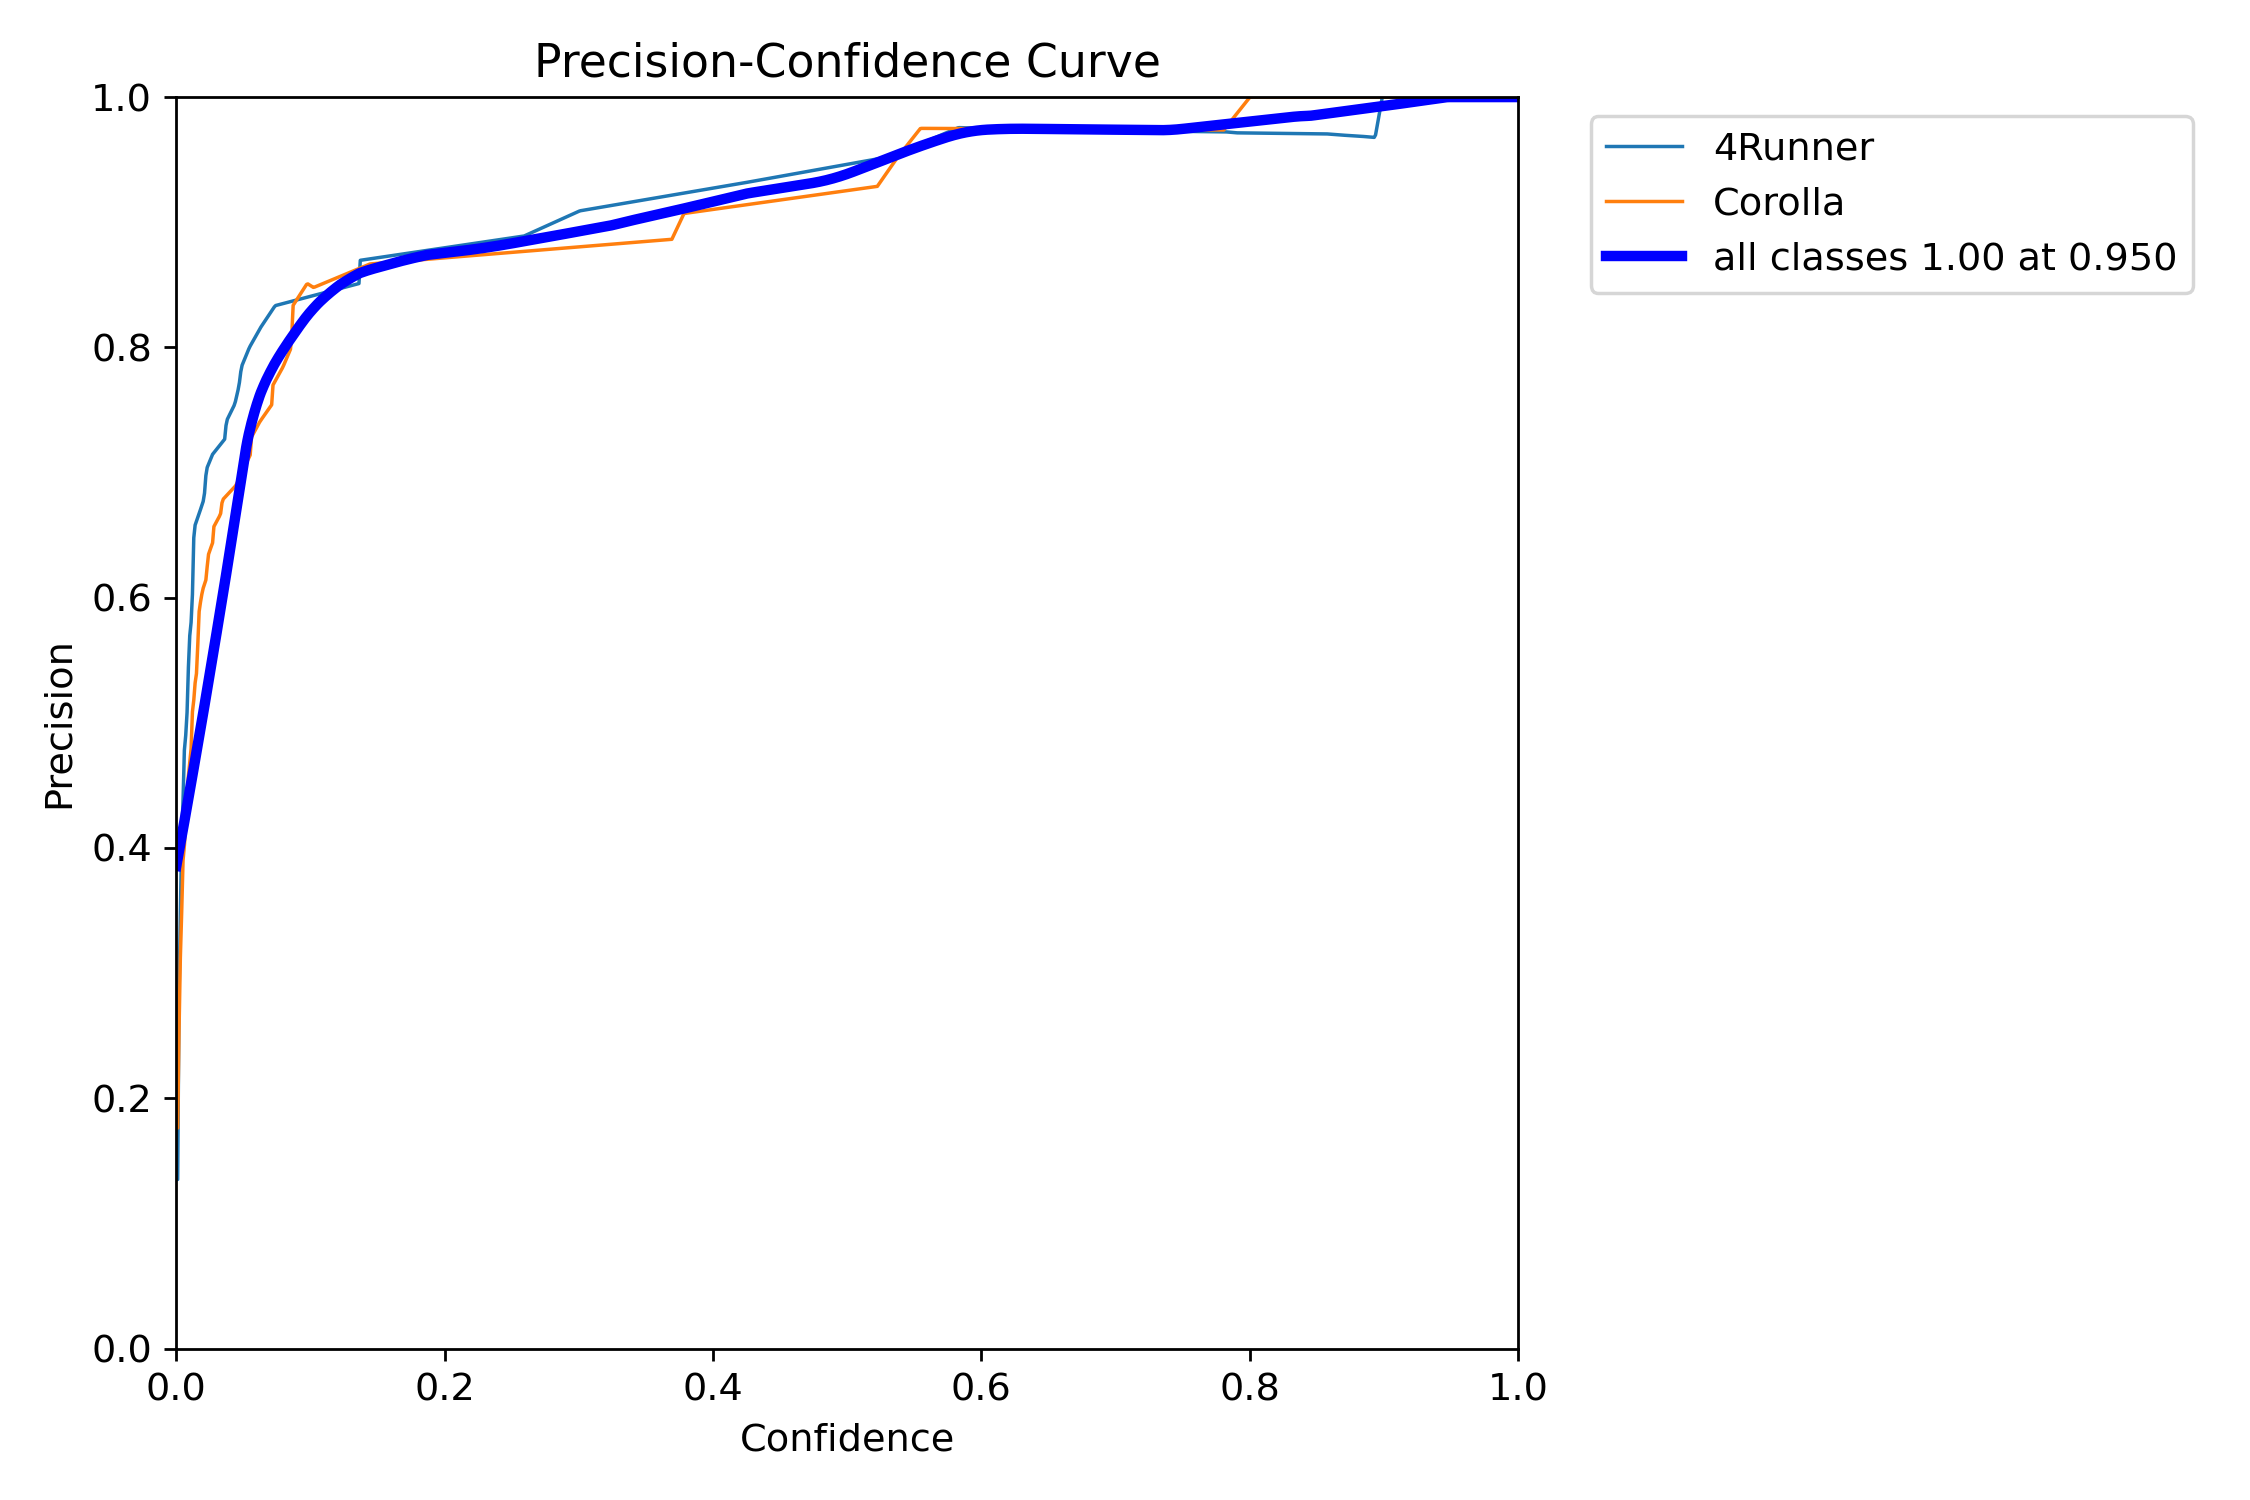 Precision-Confidence Curve
1.0
0.8
0.6
0.4
0.2
0.0
Precision
0.0 0.2 0.4 0.6 0.8 1.0
Confidence
4Runner
Corolla
all classes 1.00 at 0.950